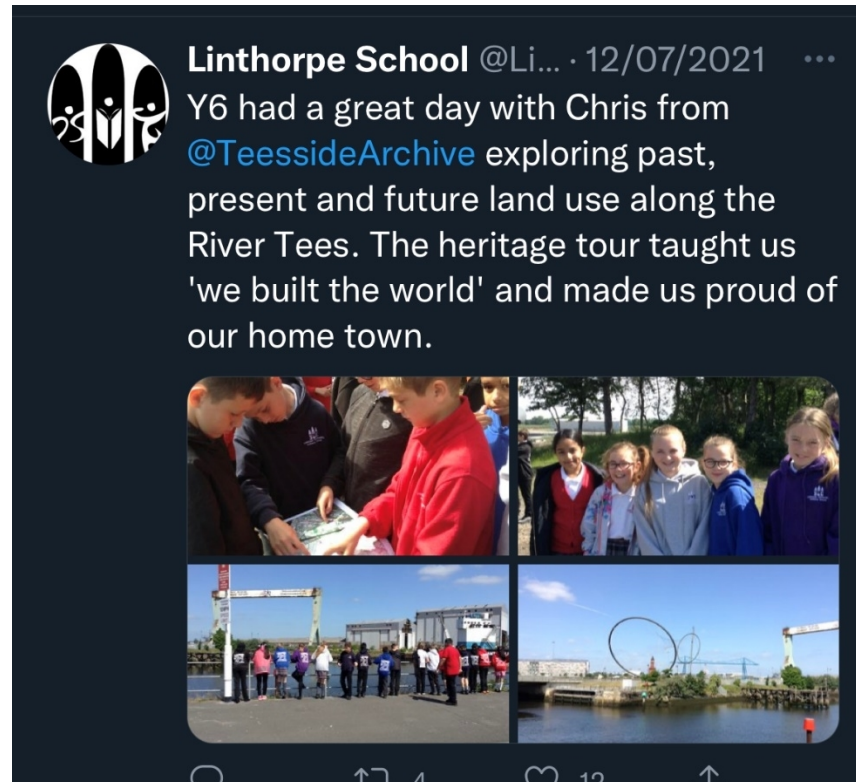 Linthorpe School @Li... · 12/07/2021 ...
Y6 had a great day with Chris from
@TeessideArchive exploring past,
present and future land use along the
River Tees. The heritage tour taught us
'we built the world' and made us proud of
our home town.